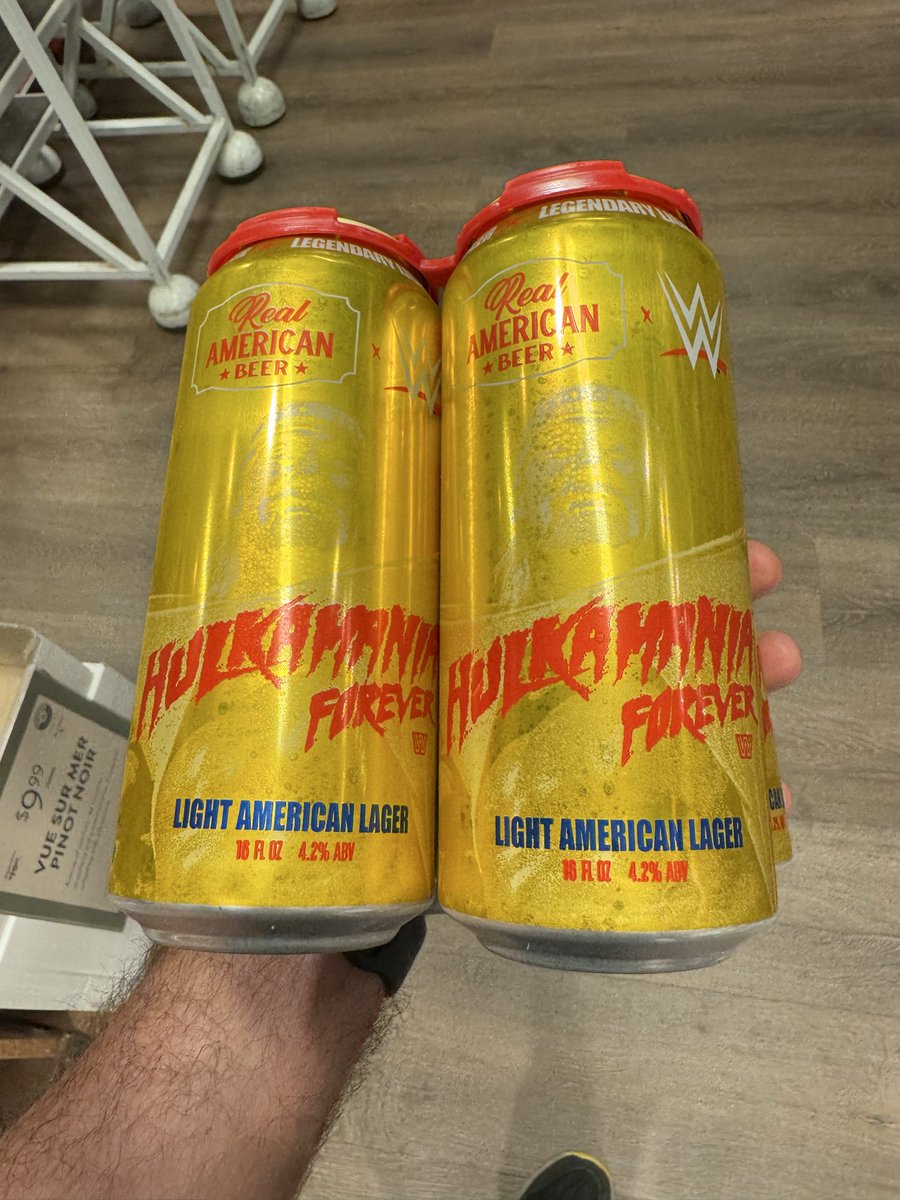 LEGENDARY
Real
AMERICAN
BEER
x
W
HULKAMANIA
FOREVER
LIGHT AMERICAN LAGER
16 FL OZ 4.2% ABV
LEGENDARY
Real
AMERICAN
BEER
x
W
HULKAMANIA
FOREVER
LIGHT AMERICAN LAGER
16 FL OZ 4.2% ABV
$9.99
VUE SUR MER
PINOT NOIR